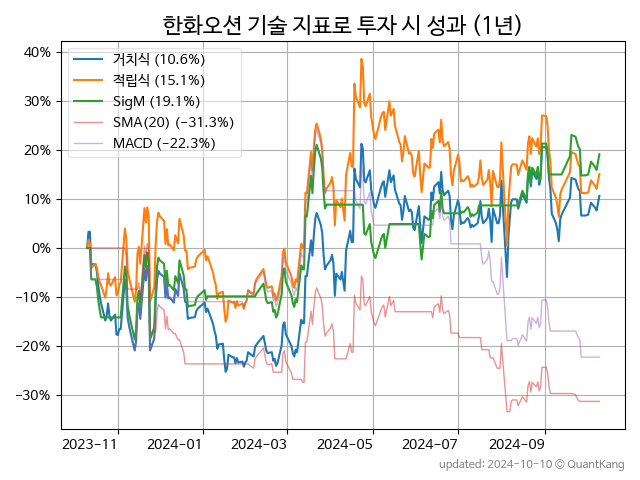 한화오션 기술 지표로 투자 시 성과 (1년)
거치식 (10.6%)
적립식 (15.1%)
SigM (19.1%)
SMA(20) (−31.3%)
MACD (−22.3%)
40%
30%
20%
10%
0%
−10%
−20%
−30%
2023-11 2024-01 2024-03 2024-05 2024-07 2024-09
updated: 2024-10-10 © QuantKang